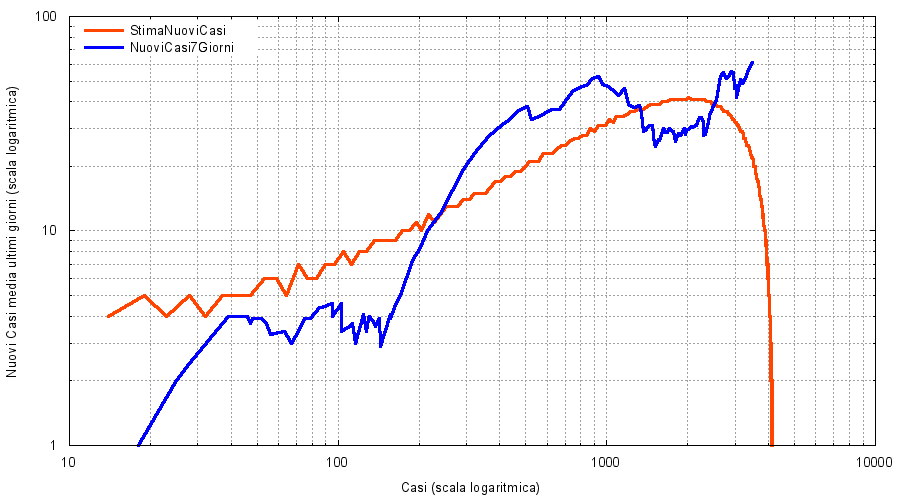 100
StimaNuoviCasi
NuoviCasi7Giorni
Nuovi Casi media ultimi giorni (scala logaritmica)
10
1
10
100
1000
10000
Casi (scala logaritmica)